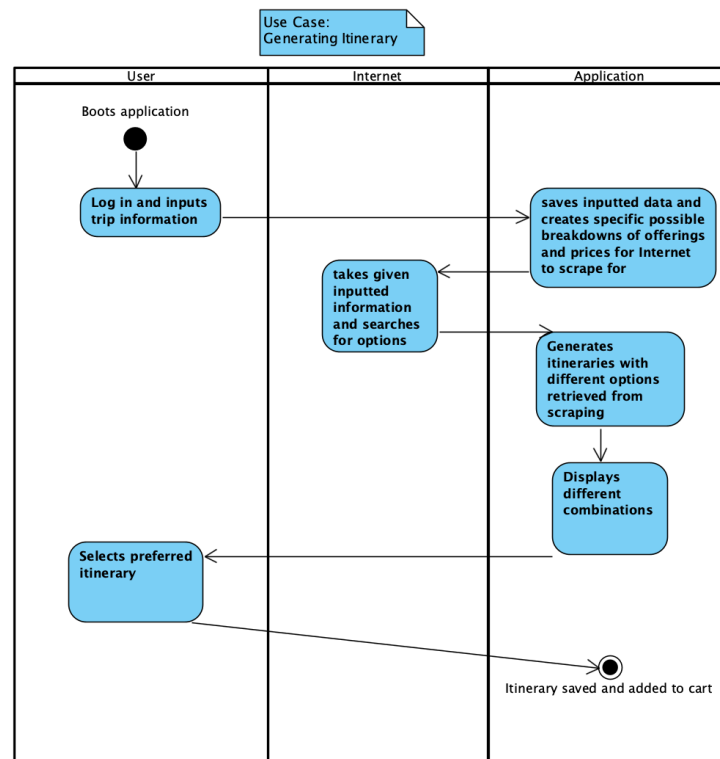 Use Case:
Generating Itinerary
User
Internet
Application
Boots application
Log in and inputs
trip information
saves inputted data and
creates specific possible
breakdowns of offerings
and prices for Internet
to scrape for
takes given
inputted
information
and searches
for options
Generates
itineraries with
different options
retrieved from
scraping
Displays
different
combinations
Selects preferred
itinerary
Itinerary saved and added to cart